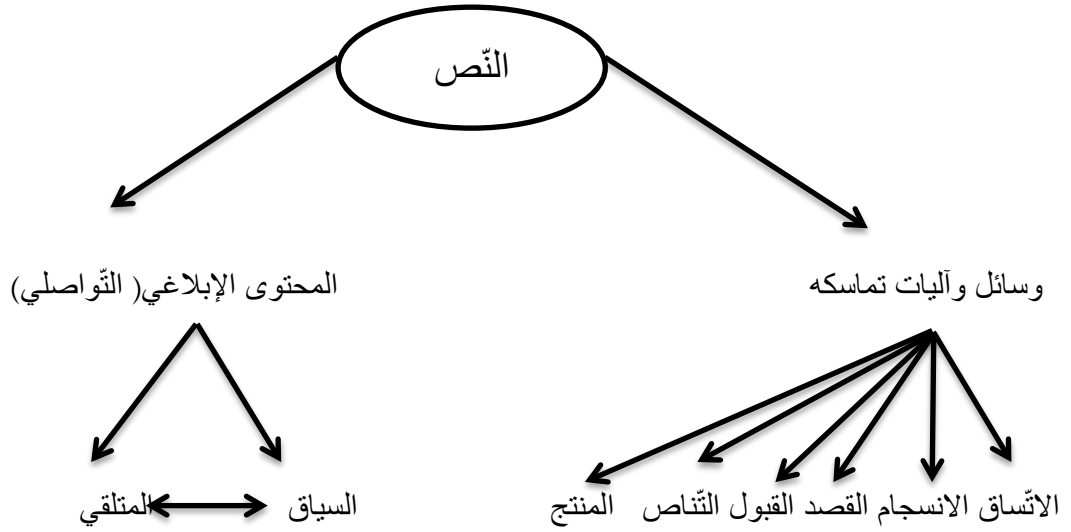 النّص
وسائل وآليات تماسكه
المحتوى الإبلاغي( التّواصلي)
الاتّساق الانسجام القصد القبول التّناص المنتج
السياق المتلقي